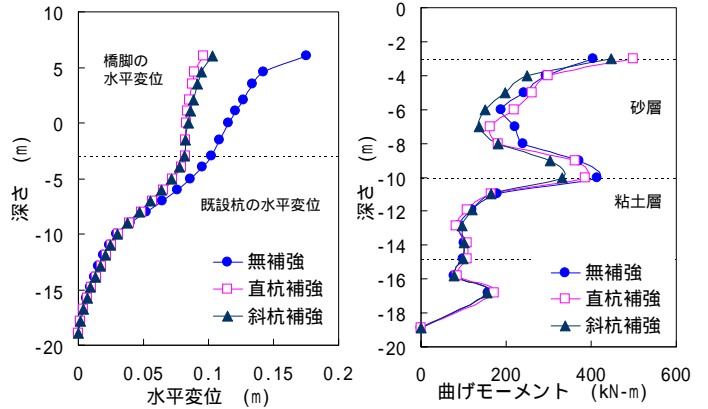 10
5
0
-5
-10
-15
-20
深さ (m)
橋脚の
水平変位
既設杭の水平変位
無補強
直杭補強
斜杭補強
0
0.05
0.1
0.15
0.2
水平変位 (m)
0
-2
-4
-6
-8
-10
-12
-14
-16
-18
-20
深さ (m)
砂層
粘土層
無補強
直杭補強
斜杭補強
0
200
400
600
曲げモーメント (kN-m)